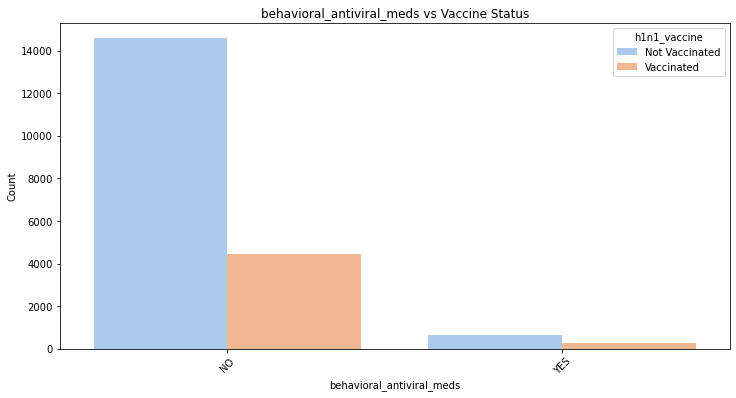 behavioral_antiviral_meds vs Vaccine Status
h1n1_vaccine
Not Vaccinated
Vaccinated
14000
12000
10000
8000
6000
4000
2000
0
Count
NO
YES
behavioral_antiviral_meds